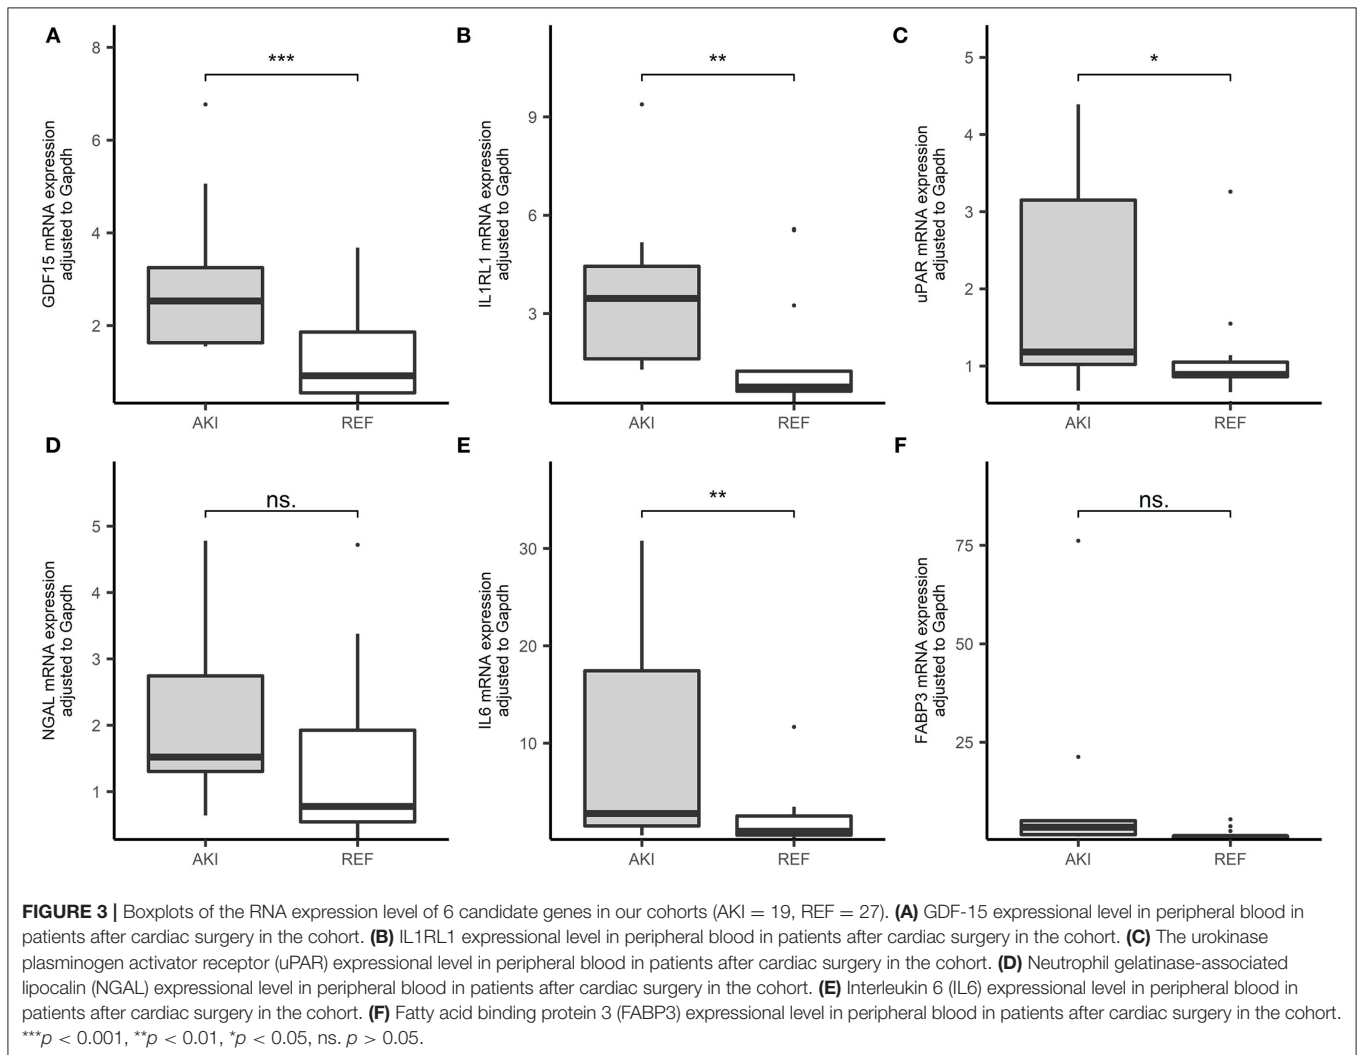 A
8
6
4
2
GDF15 mRNA expression
adjusted to Gapdh
***
AKI
REF
B
9
6
3
IL1RL1 mRNA expression
adjusted to Gapdh
**
AKI
REF
C
5
4
3
2
1
uPAR mRNA expression
adjusted to Gapdh
*
AKI
REF
D
5
4
3
2
1
NGAL mRNA expression
adjusted to Gapdh
ns.
AKI
REF
E
30
20
10
IL6 mRNA expression
adjusted to Gapdh
**
AKI
REF
F
75
50
25
FABP3 mRNA expression
adjusted to Gapdh
ns.
AKI
REF
FIGURE 3 | Boxplots of the RNA expression level of 6 candidate genes in our cohorts (AKI = 19, REF = 27). (A) GDF-15 expressional level in peripheral blood in
patients after cardiac surgery in the cohort. (B) IL1RL1 expressional level in peripheral blood in patients after cardiac surgery in the cohort. (C) The urokinase
plasminogen activator receptor (uPAR) expressional level in peripheral blood in patients after cardiac surgery in the cohort. (D) Neutrophil gelatinase-associated
lipocalin (NGAL) expressional level in peripheral blood in patients after cardiac surgery in the cohort. (E) Interleukin 6 (IL6) expressional level in peripheral blood in
patients after cardiac surgery in the cohort. (F) Fatty acid binding protein 3 (FABP3) expressional level in peripheral blood in patients after cardiac surgery in the cohort.
***p < 0.001, **p < 0.01, *p < 0.05, ns. p > 0.05.